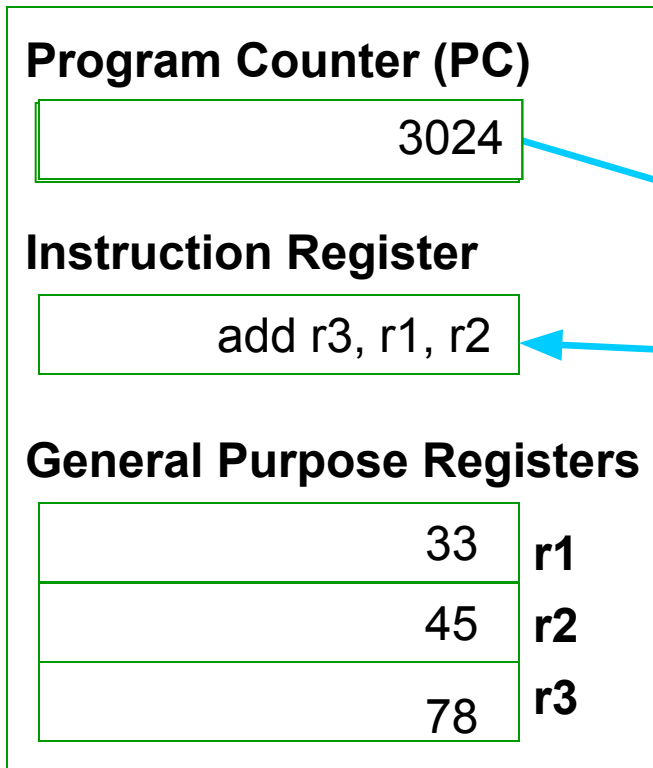 Program Counter (PC)
3024
Instruction Register
add r3, r1, r2
General Purpose Registers
33 r1
45 r2
78 r3